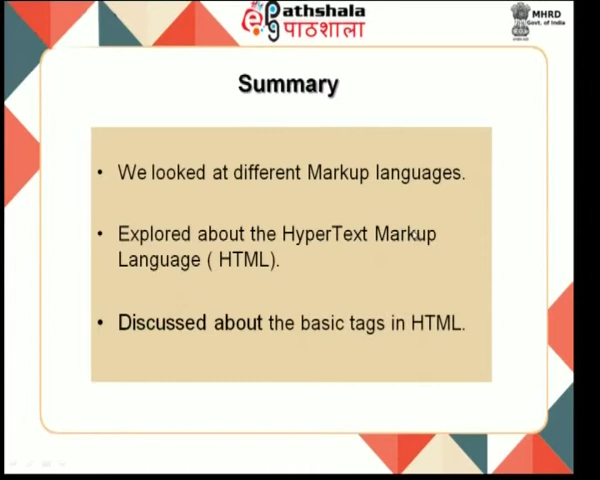 Pathshala
पाठशाला
MHRD
Govt. of India
Summary
• We looked at different Markup languages.
• Explored about the HyperText Markup
Language ( HTML).
• Discussed about the basic tags in HTML.